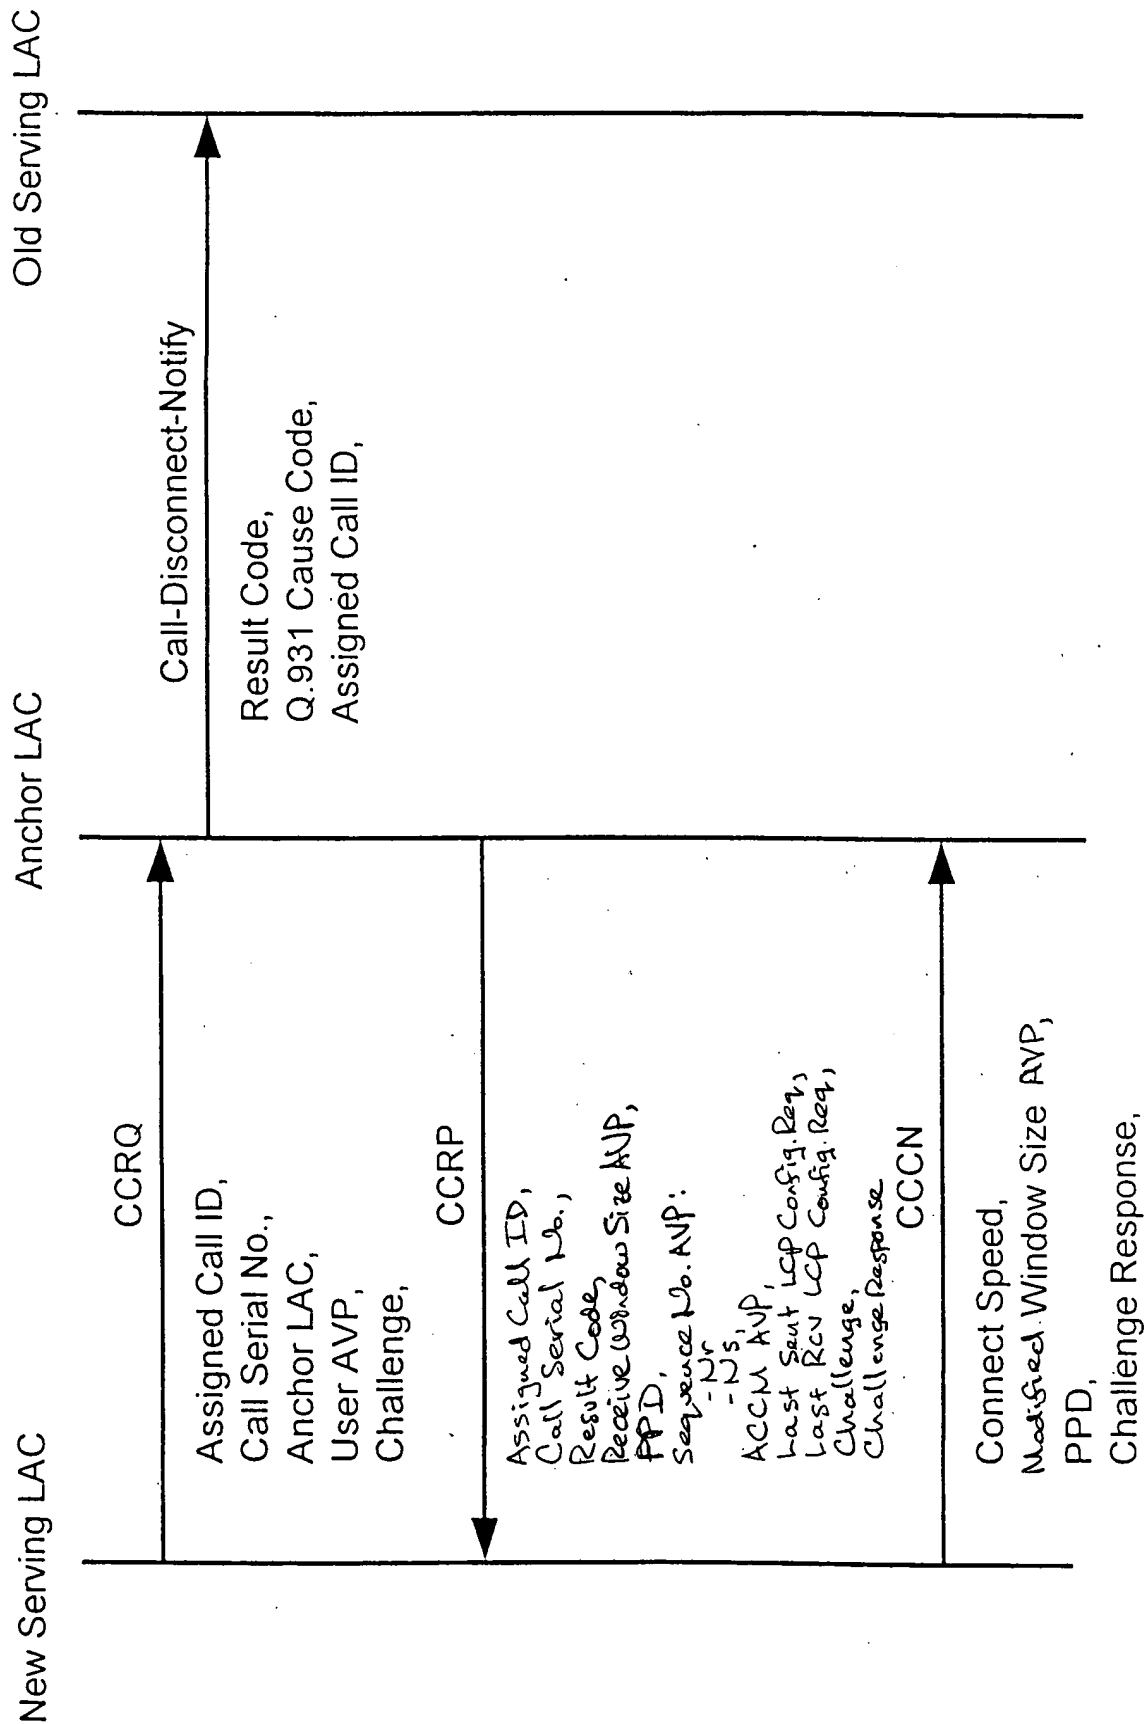 New Serving LAC
Anchor LAC
Old Serving LAC
CCRQ
Assigned Call ID,
Call Serial No.,
Anchor LAC,
User AVP,
Challenge,
Call-Disconnect-Notify
Result Code,
Q.931 Cause Code,
Assigned Call ID,
CCRP
Assigned Call ID,
Call Serial No.,
Result Code,
Receive Window Size AVP,
PPD,
Sequence No. AVP:
-Nr
-Ns,
ACCM AVP,
Last Sent LCP Config. Req,
Last Rcv LCP Config. Req,
Challenge,
Challenge Response
CCCN
Connect Speed,
Modified Window Size AVP,
PPD,
Challenge Response,